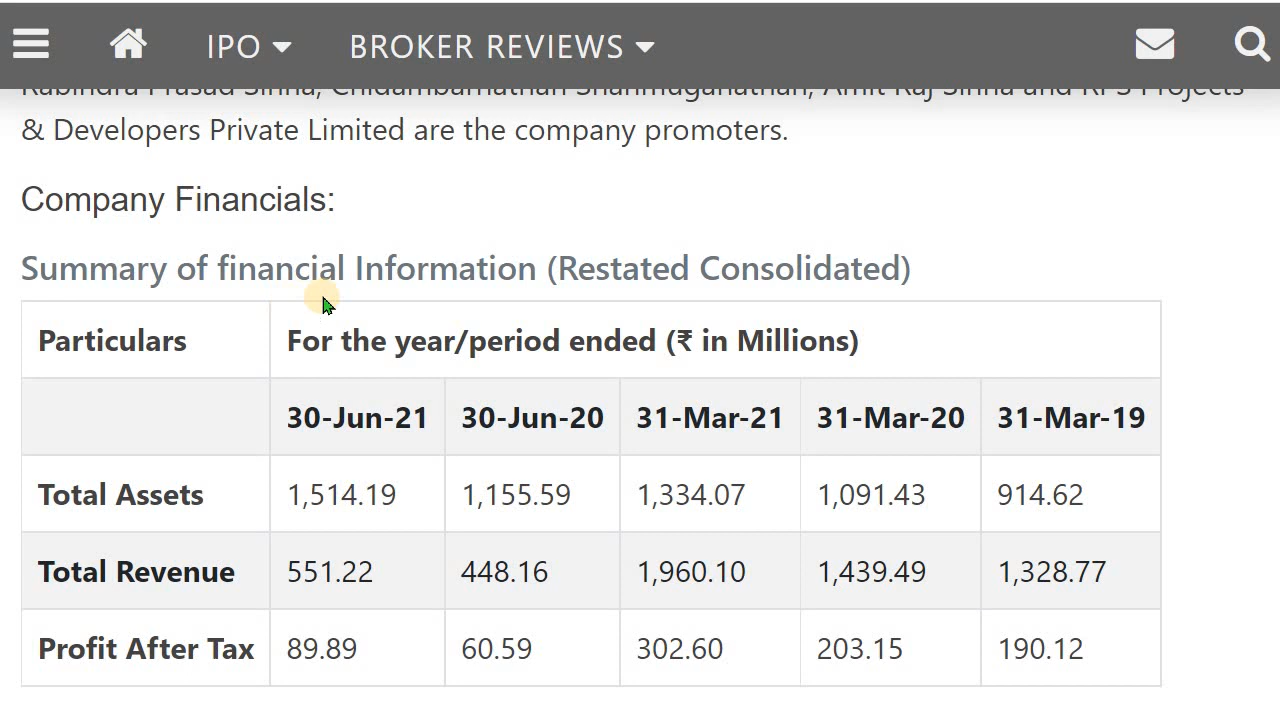 IPO BROKER REVIEWS
& Developers Private Limited are the company promoters.
Company Financials:
Summary of financial Information (Restated Consolidated)
Particulars For the year/period ended (₹ in Millions)
30-Jun-21 30-Jun-20 31-Mar-21 31-Mar-20 31-Mar-19
Total Assets 1,514.19 1,155.59 1,334.07 1,091.43 914.62
Total Revenue 551.22 448.16 1,960.10 1,439.49 1,328.77
Profit After Tax 89.89 60.59 302.60 203.15 190.12